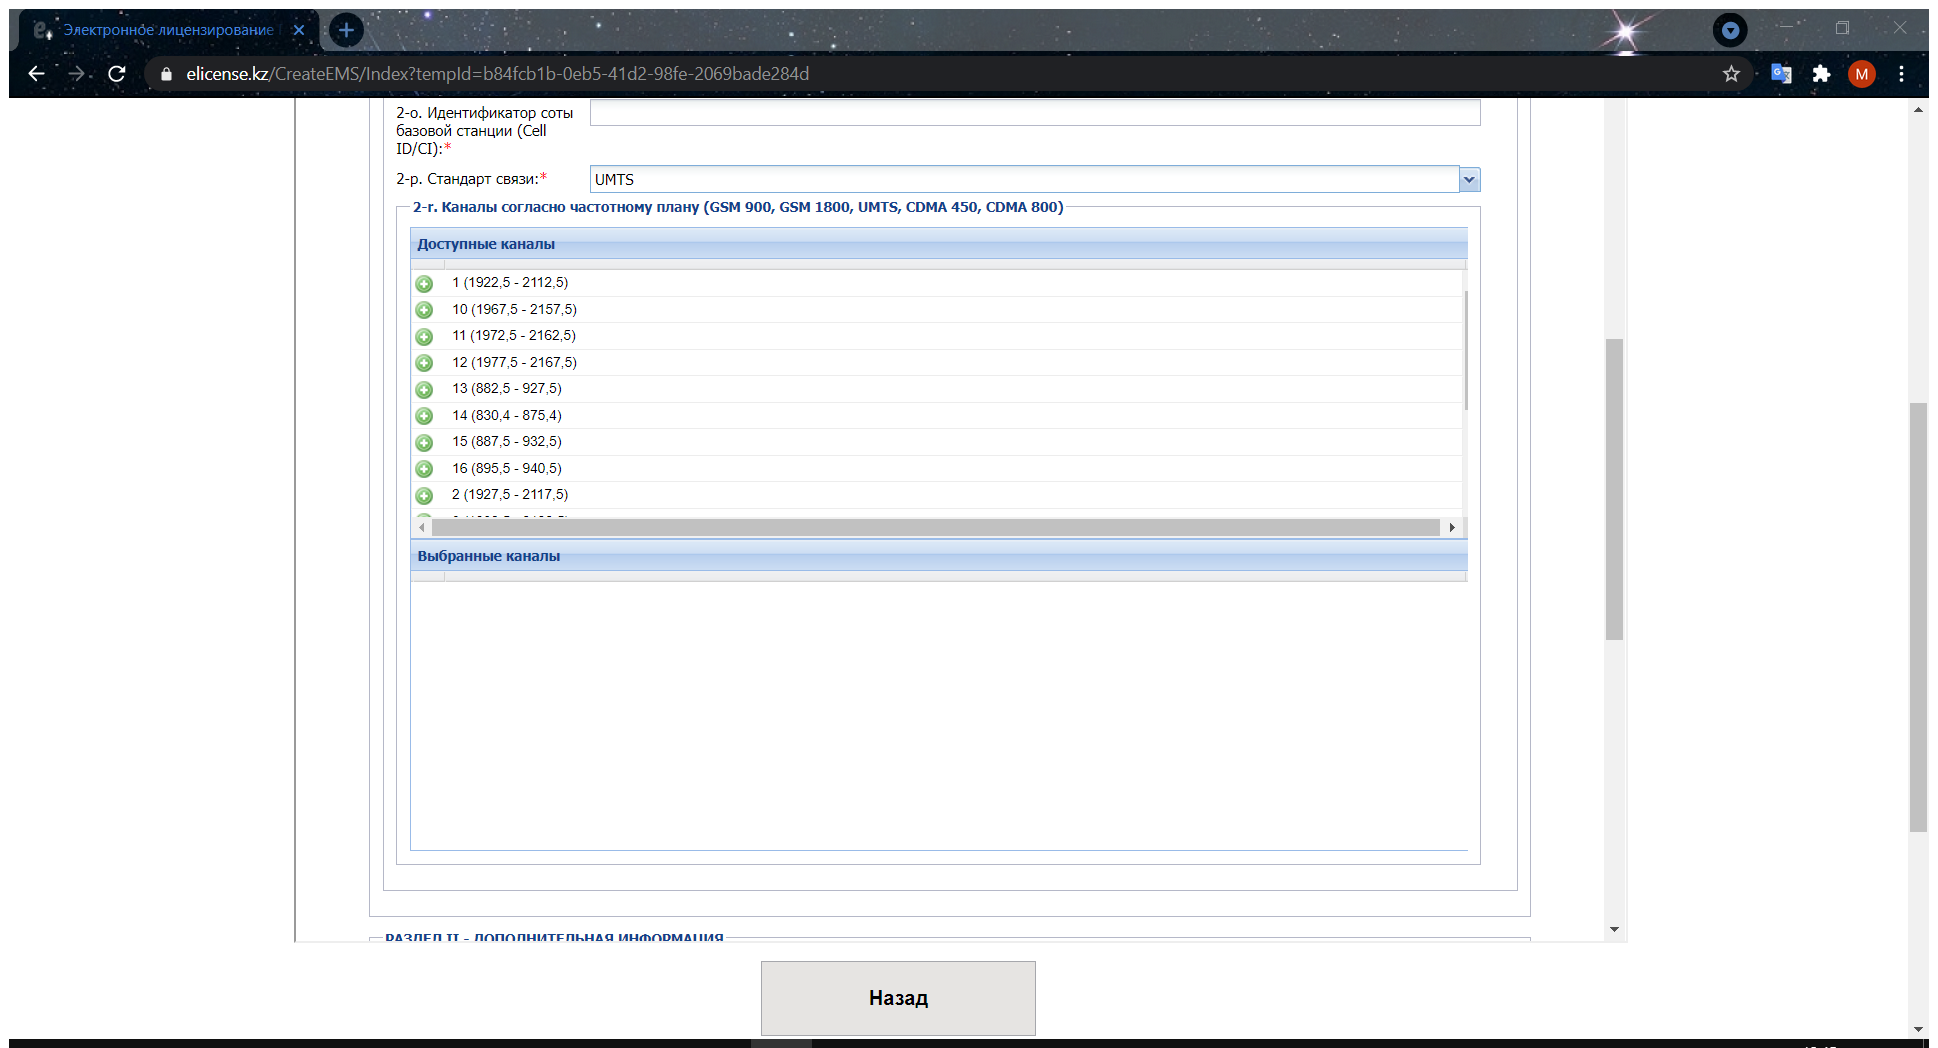 Электронное лицензирование
elicense.kz/CreateEMS/Index?tempId=b84fcb1b-0eb5-41d2-98fe-2069bade284d
M
2-о. Идентификатор соты
базовой станции (Cell
ID/CI):*
2-р. Стандарт связи:*
UMTS
2-г. Каналы согласно частотному плану (GSM 900, GSM 1800, UMTS, CDMA 450, CDMA 800)
Доступные каналы
1 (1922,5 - 2112,5)
10 (1967,5 - 2157,5)
11 (1972,5 - 2162,5)
12 (1977,5 - 2167,5)
13 (882,5 - 927,5)
14 (830,4 - 875,4)
15 (887,5 - 932,5)
16 (895,5 - 940,5)
2 (1927,5 - 2117,5)
Выбранные каналы
РАЗДЕЛ II - ДОПОЛНИТЕЛЬНАЯ ИНФОРМАЦИЯ
Назад